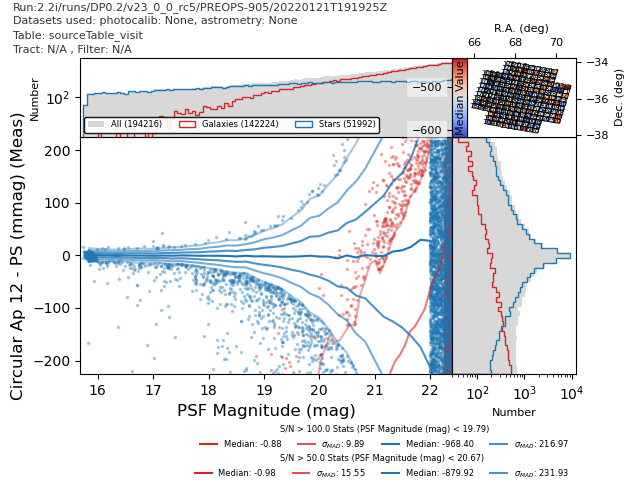 Run:2.2i/runs/DP0.2/v23_0_0_rc5/PREOPS-905/20220121T191925Z
Datasets used: photocalib: None, astrometry: None
Table: sourceTable_visit
Tract: N/A , Filter: N/A
R.A. (deg)
66 68 70
Number
10²
All (194216) Galaxies (142224) Stars (51992)
−500
−600
Median Value
−34
−36
−38
Dec. (deg)
Circular Ap 12 - PS (mmag) (Meas)
200
100
0
−100
−200
16 17 18 19 20 21 22
PSF Magnitude (mag)
10² 10³ 10⁴
Number
S/N > 100.0 Stats (PSF Magnitude (mag) < 19.79)
Median: -0.88 σMAD: 9.89 Median: -968.40 σMAD: 216.97
S/N > 50.0 Stats (PSF Magnitude (mag) < 20.67)
Median: -0.98 σMAD: 15.55 Median: -879.92 σMAD: 231.93